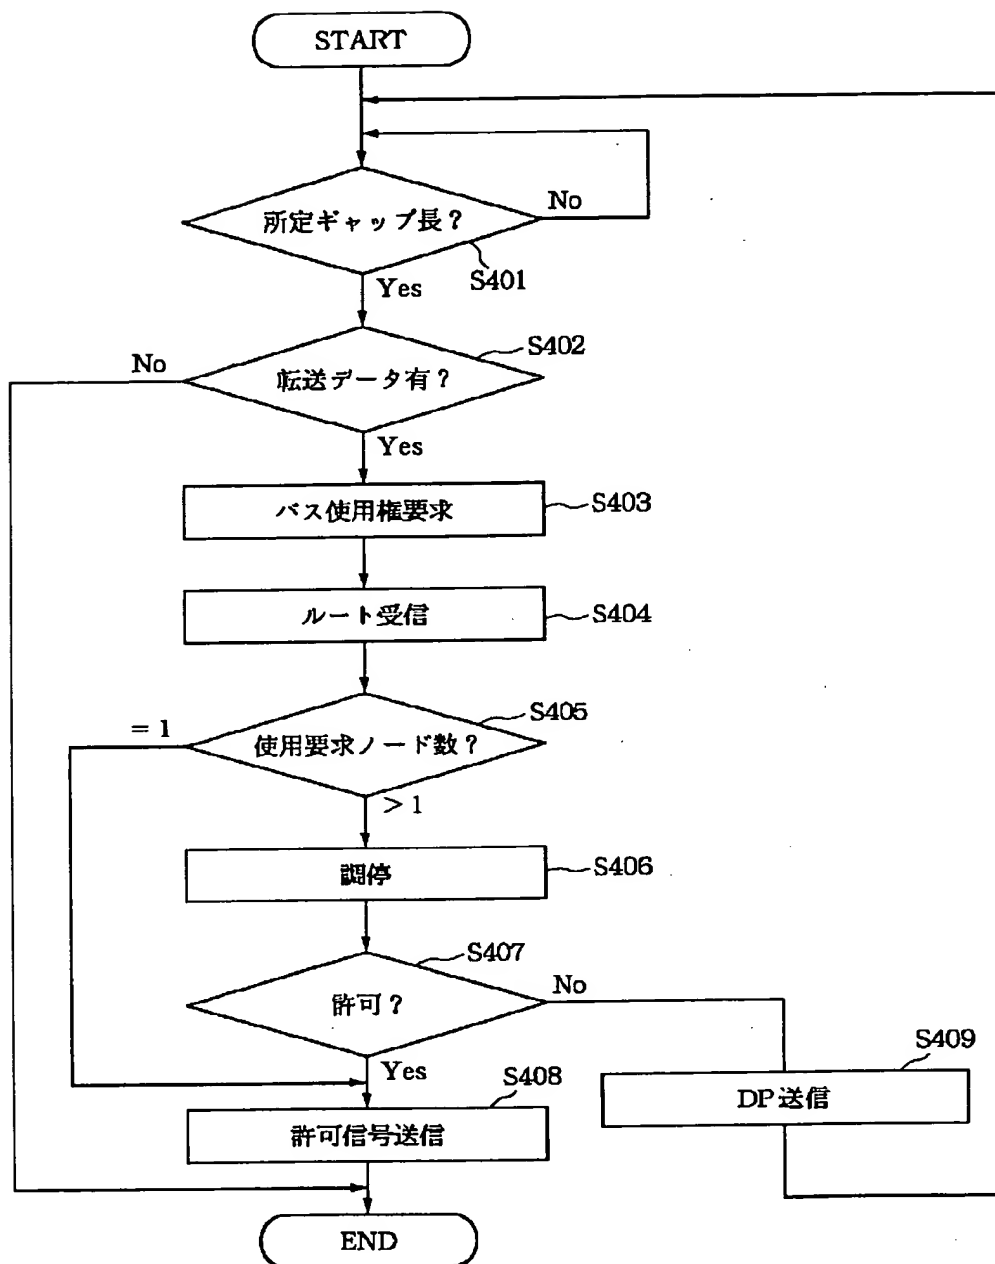 START
No
所定ギャップ長?
S401
Yes
S402
No
転送データ有?
Yes
バス使用権要求
S403
ルート受信
S404
S405
= 1
使用要求ノード数?
> 1
調停
S406
S407
No
許可?
S409
Yes
S408
DP 送信
許可信号送信
END